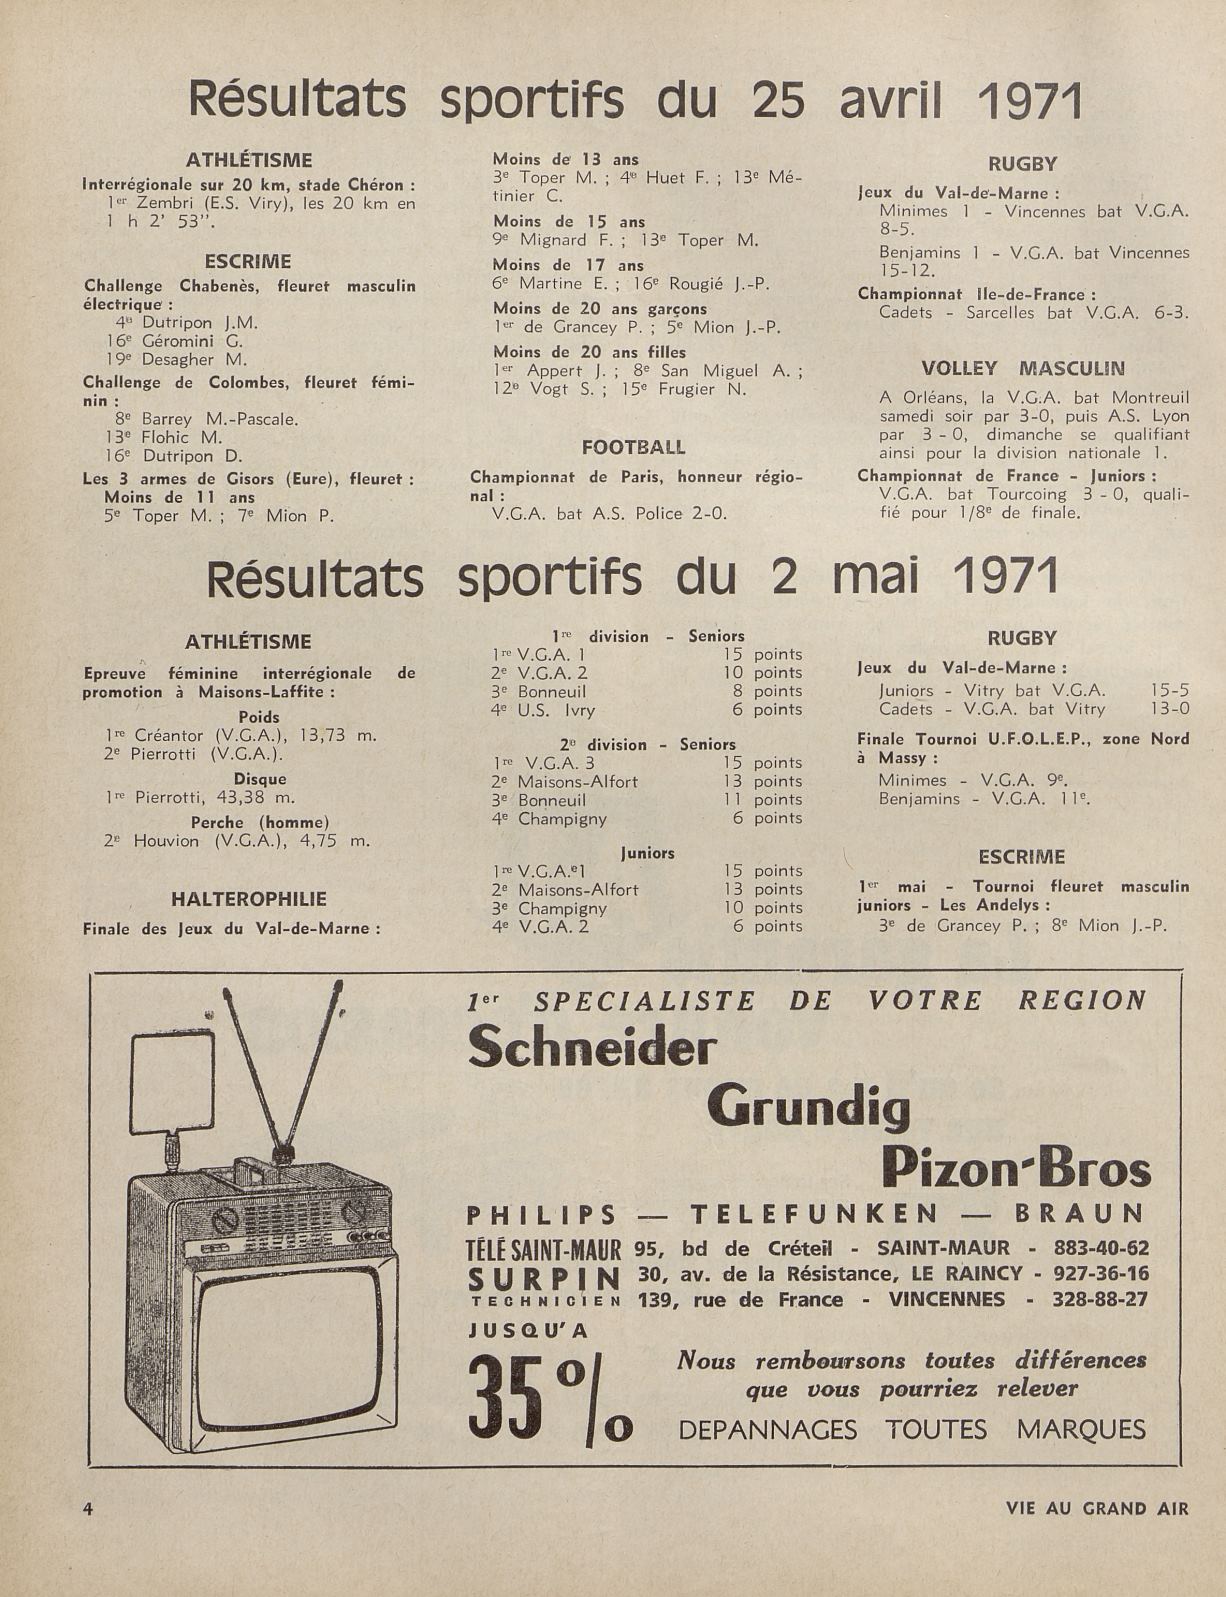 Résultats sportifs du 25 avril 1971
ATHLÉTISME
Interrégionale sur 20 km, stade Chéron :
1er Zembri (E.S. Viry), les 20 km en
1 h 2' 53".
ESCRIME
Challenge Chabenès, fleuret masculin
électrique :
4e Dutripon J.M.
16e Géromini G.
19e Desagher M.
Challenge de Colombes, fleuret fémi-
nin :
8e Barrey M.-Pascale.
13e Flohic M.
16e Dutripon D.
Les 3 armes de Gisors (Eure), fleuret :
Moins de 11 ans
5e Toper M. ; 7e Mion P.
Moins de 13 ans
3e Toper M. ; 4e Huet F. ; 13e Mé-
tinier C.
Moins de 15 ans
9e Mignard F. ; 13e Toper M.
Moins de 17 ans
6e Martine E. ; 16e Rougié J.-P.
Moins de 20 ans garçons
1er de Grancey P. ; 5e Mion J.-P.
Moins de 20 ans filles
1er Appert J. ; 8e San Miguel A. ;
12e Vogt S. ; 15e Frugier N.
FOOTBALL
Championnat de Paris, honneur régio-
nal :
V.G.A. bat A.S. Police 2-0.
RUGBY
Jeux du Val-de-Marne :
Minimes 1 - Vincennes bat V.G.A.
8-5.
Benjamins 1 - V.G.A. bat Vincennes
15-12.
Championnat Ile-de-France :
Cadets - Sarcelles bat V.G.A. 6-3.
VOLLEY MASCULIN
A Orléans, la V.G.A. bat Montreuil
samedi soir par 3-0, puis A.S. Lyon
par 3 - 0, dimanche se qualifiant
ainsi pour la division nationale 1.
Championnat de France - Juniors :
V.G.A. bat Tourcoing 3 - 0, quali-
fié pour 1/8e de finale.
Résultats sportifs du 2 mai 1971
ATHLÉTISME
Epreuve féminine interrégionale de
promotion à Maisons-Laffite :
Poids
1re Créantor (V.G.A.), 13,73 m.
2e Pierrotti (V.G.A.).
Disque
1re Pierrotti, 43,38 m.
Perche (homme)
2e Houvion (V.G.A.), 4,75 m.
HALTEROPHILIE
Finale des Jeux du Val-de-Marne :
1re division - Seniors
1re V.G.A. 1 15 points
2e V.G.A. 2 10 points
3e Bonneuil 8 points
4e U.S. Ivry 6 points
2e division - Seniors
1re V.G.A. 3 15 points
2e Maisons-Alfort 13 points
3e Bonneuil 11 points
4e Champigny 6 points
Juniors
1re V.G.A.e1 15 points
2e Maisons-Alfort 13 points
3e Champigny 10 points
4e V.G.A. 2 6 points
RUGBY
Jeux du Val-de-Marne :
Juniors - Vitry bat V.G.A. 15-5
Cadets - V.G.A. bat Vitry 13-0
Finale Tournoi U.F.O.L.E.P., zone Nord
à Massy :
Minimes - V.G.A. 9e.
Benjamins - V.G.A. 11e.
ESCRIME
1er mai - Tournoi fleuret masculin
juniors - Les Andelys :
3e de Grancey P. ; 8e Mion J.-P.
1er SPECIALISTE DE VOTRE REGION
Schneider
Grundig
Pizon-Bros
PHILIPS — TELEFUNKEN — BRAUN
TÉLÉ SAINT-MAUR 95, bd de Créteil - SAINT-MAUR - 883-40-62
SURPIN 30, av. de la Résistance, LE RAINCY - 927-36-16
TECHNICIEN 139, rue de France - VINCENNES - 328-88-27
JUSQU'A
35 %
Nous remboursons toutes différences
que vous pourriez relever
DEPANNAGES TOUTES MARQUES
4
VIE AU GRAND AIR